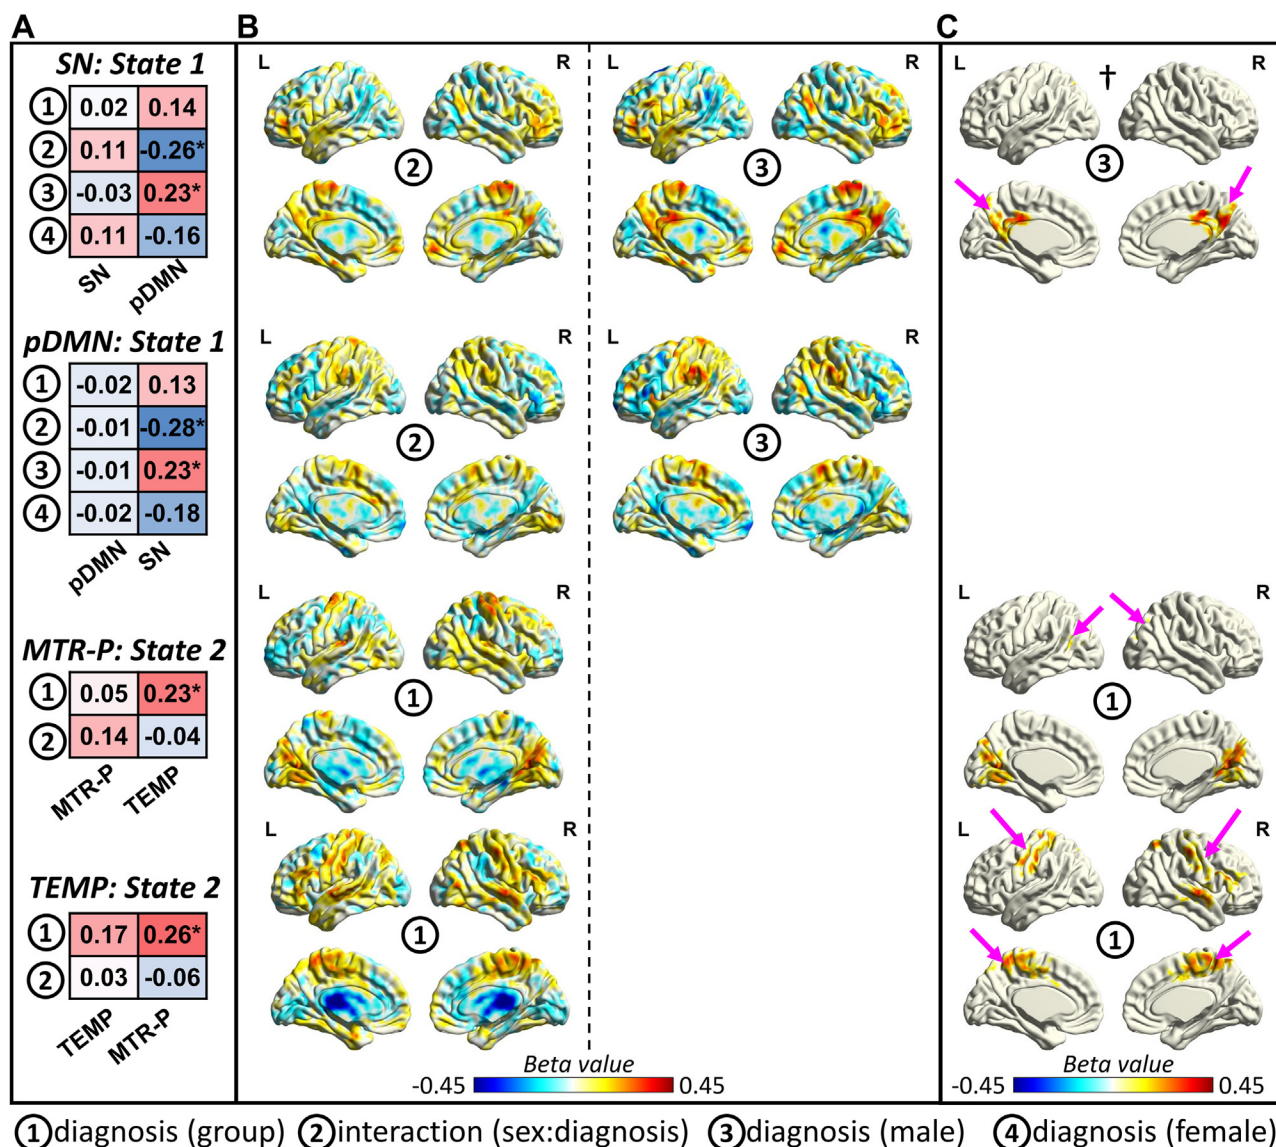 A B C
SN: State 1
① 0.02 0.14
② 0.11 -0.26*
③ -0.03 0.23*
④ 0.11 -0.16
SN pDMN
L R
② 
L R
③
L † R
③
pDMN: State 1
① -0.02 0.13
② -0.01 -0.28*
③ -0.01 0.23*
④ -0.02 -0.18
pDMN SN
L R
②
L R
③
MTR-P: State 2
① 0.05 0.23*
② 0.14 -0.04
MTR-P TEMP
L R
①
L R
①
TEMP: State 2
① 0.17 0.26*
② 0.03 -0.06
TEMP MTR-P
L R
①
L R
①
Beta value
-0.45 0.45
Beta value
-0.45 0.45
①diagnosis (group) ②interaction (sex:diagnosis) ③diagnosis (male) ④diagnosis (female)